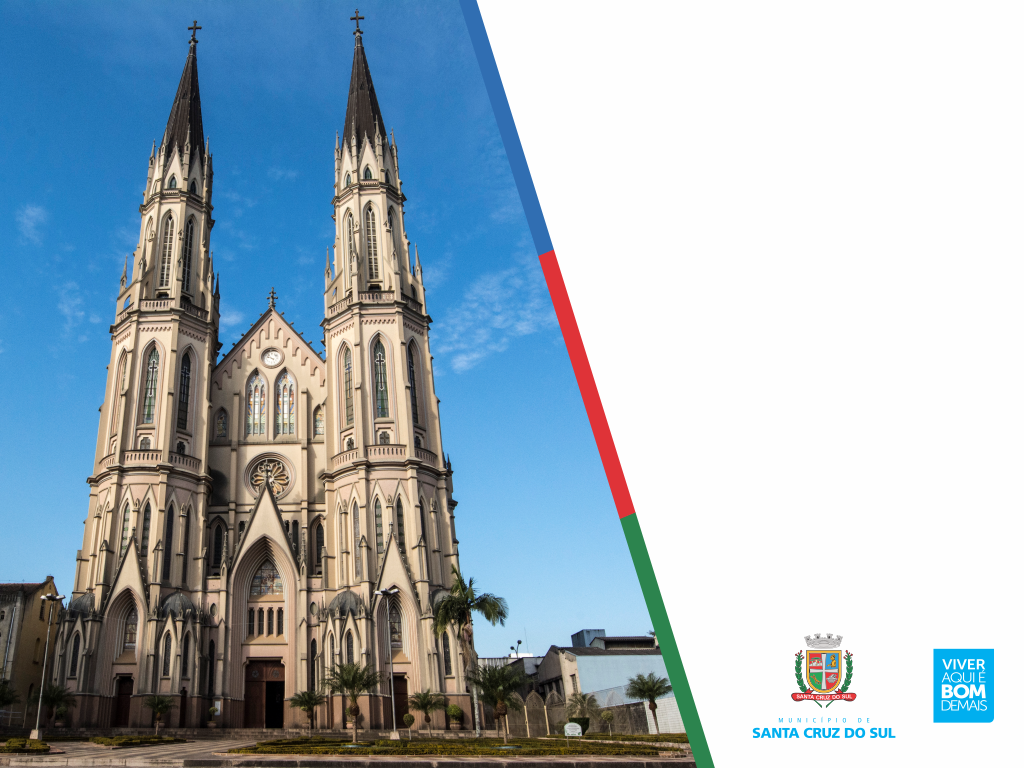 SANTA CRUZ DO SUL
MUNICÍPIO DE
SANTA CRUZ DO SUL
VIVER
AQUI É
BOM
DEMAIS